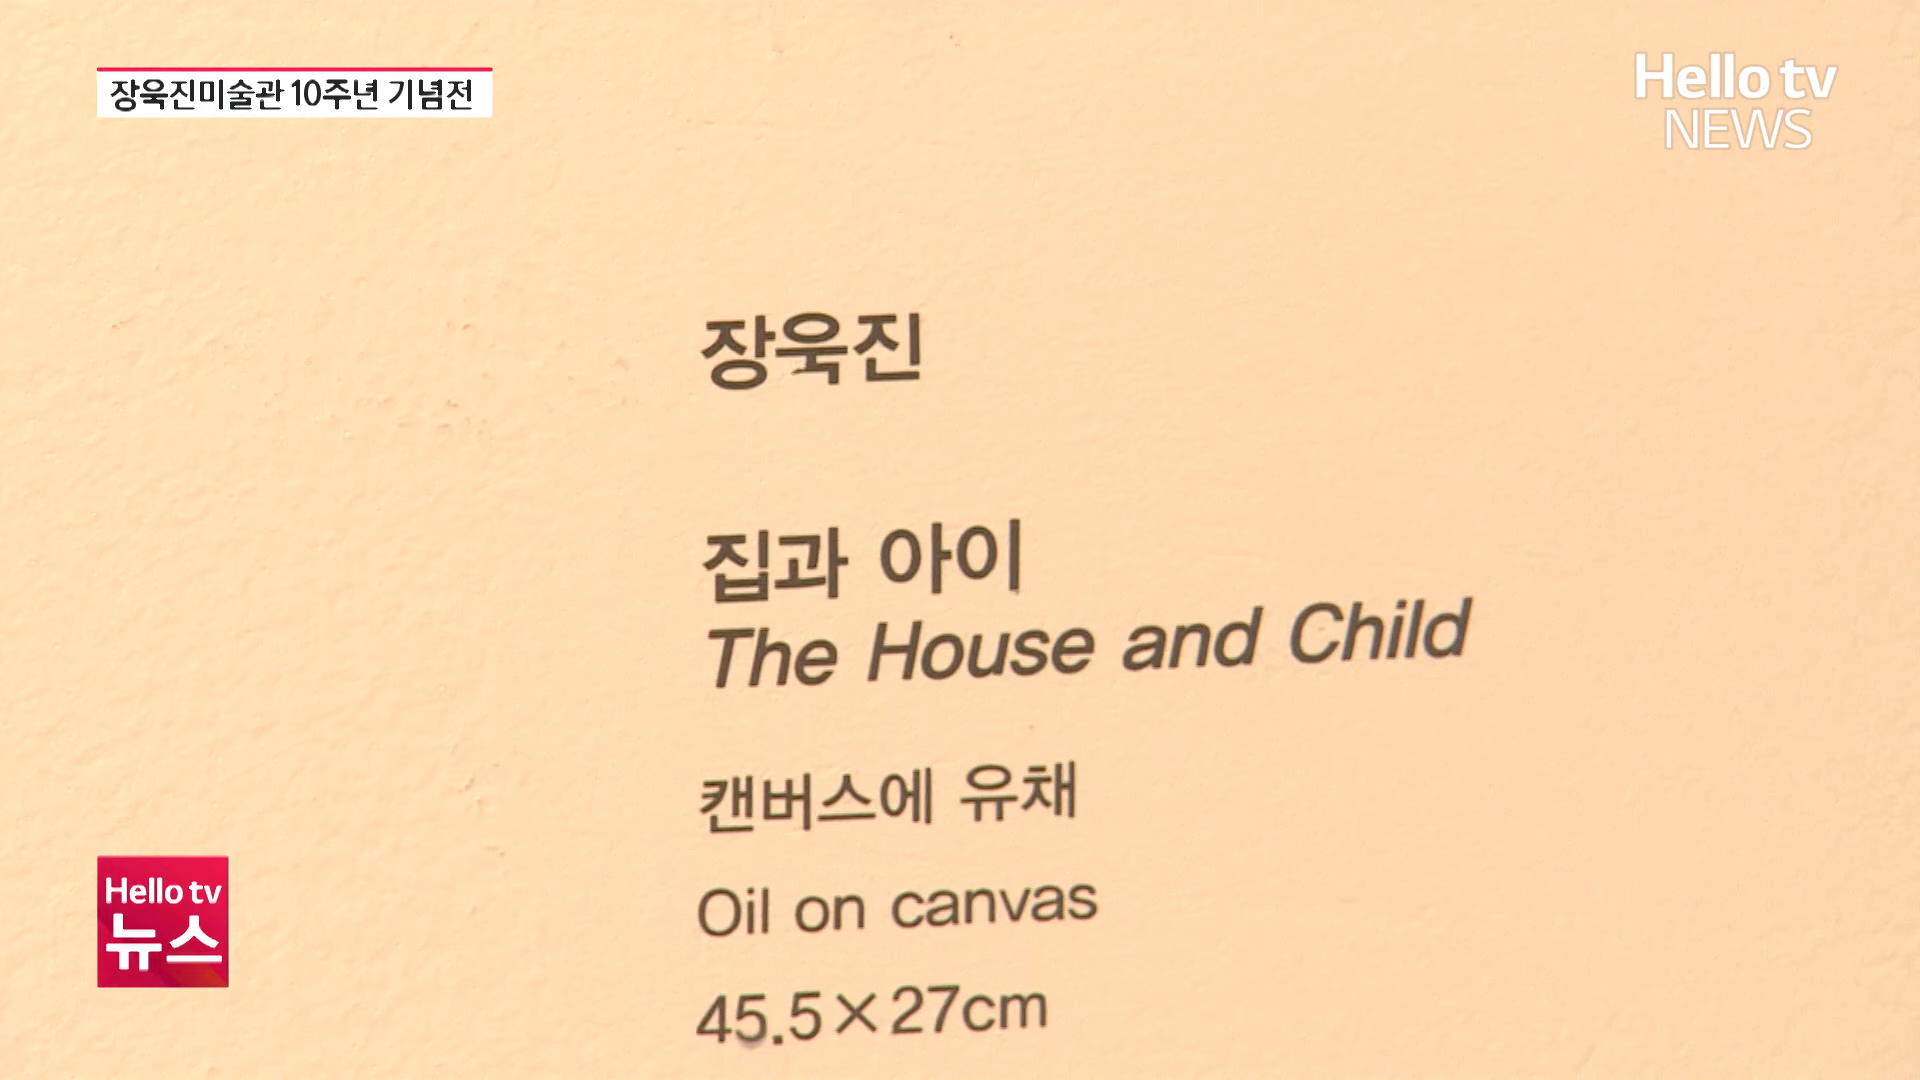 장욱진미술관 10주년 기념전
Hello tv
NEWS
장욱진
집과 아이
The House and Child
캔버스에 유채
Oil on canvas
45.5×27cm
Hello tv
뉴스